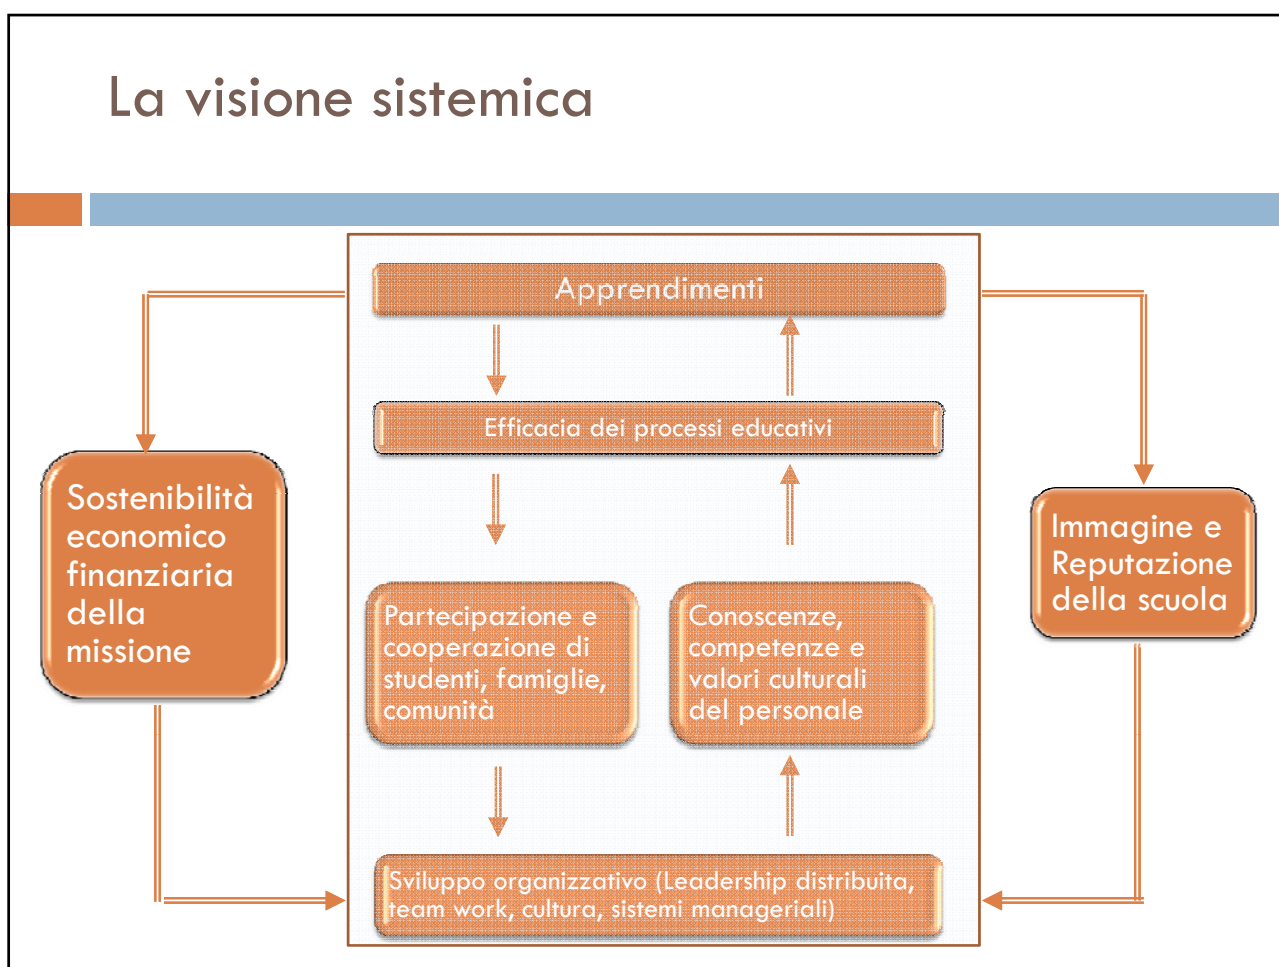 La visione sistemica
Apprendimenti
Efficacia dei processi educativi
Sostenibilità
economico
finanziaria
della
missione
Immagine e
Reputazione
della scuola
Partecipazione e
cooperazione di
studenti, famiglie,
comunità
Conoscenze,
competenze e
valori culturali
del personale
Sviluppo organizzativo (Leadership distribuita,
team work, cultura, sistemi manageriali)